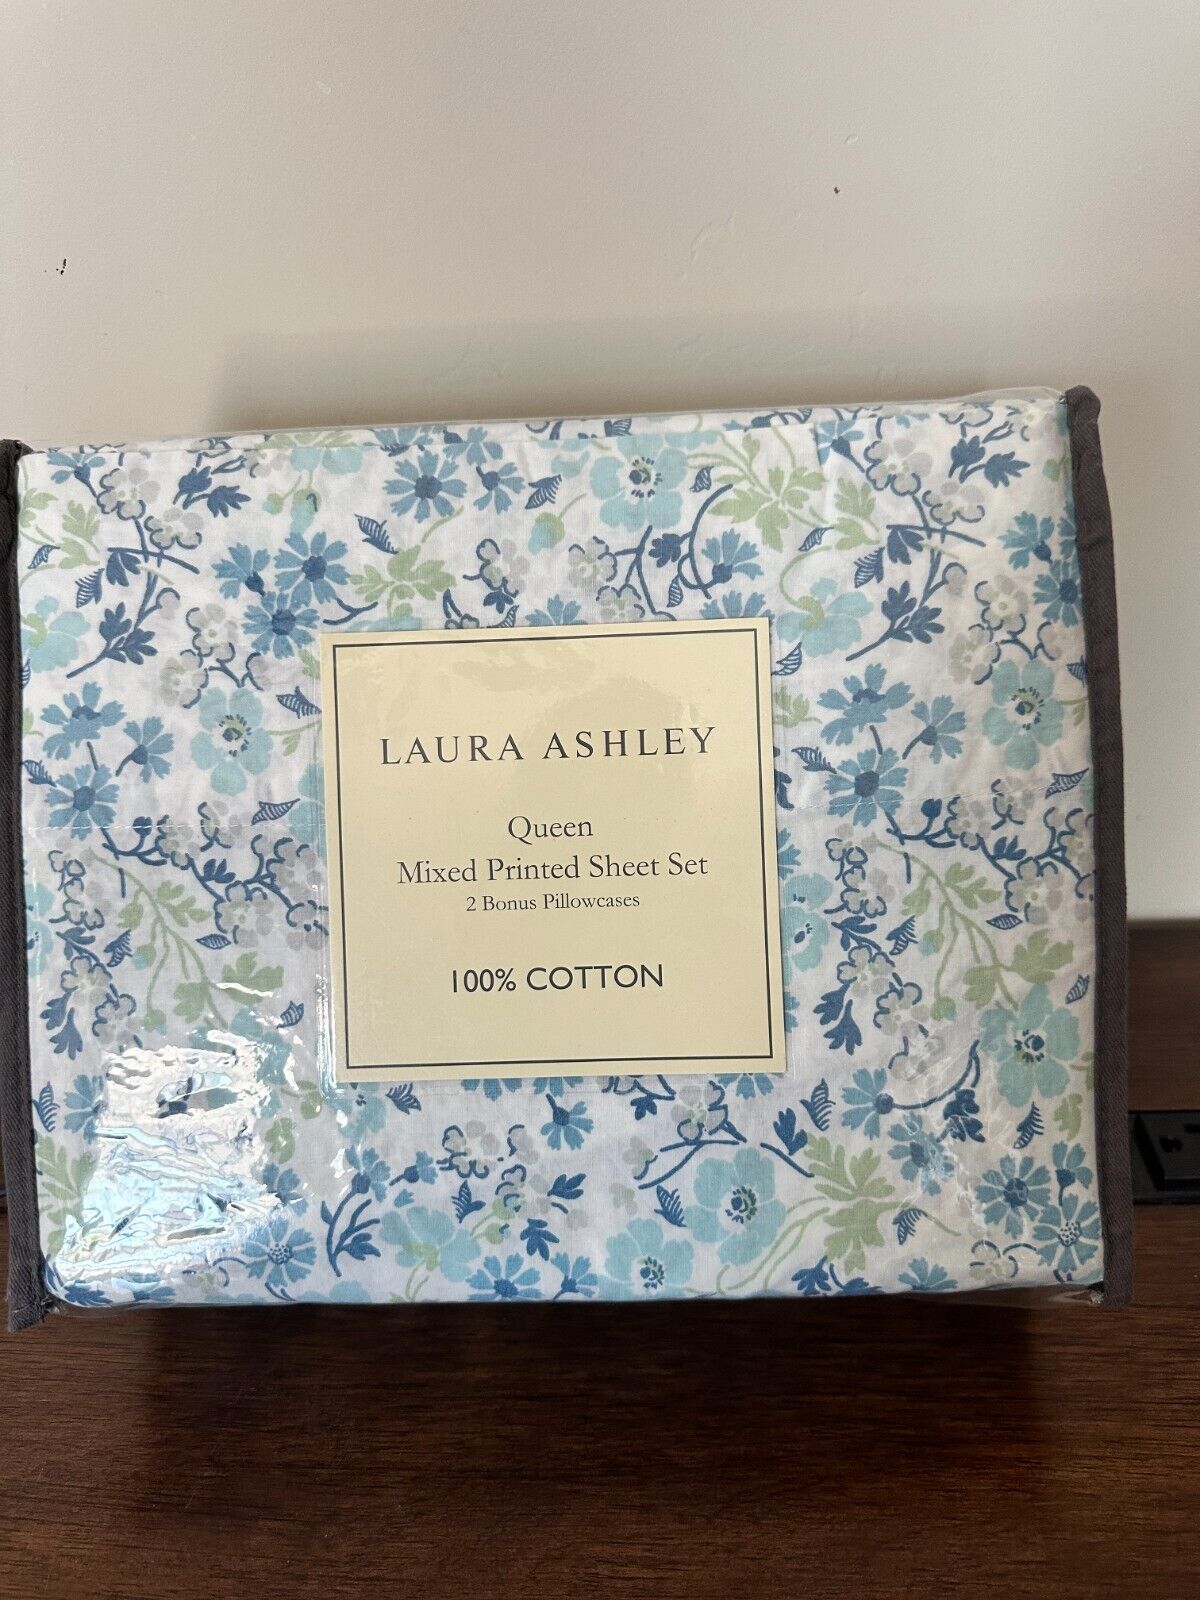 LAURA ASHLEY
Queen
Mixed Printed Sheet Set
2 Bonus Pillowcases
100% COTTON